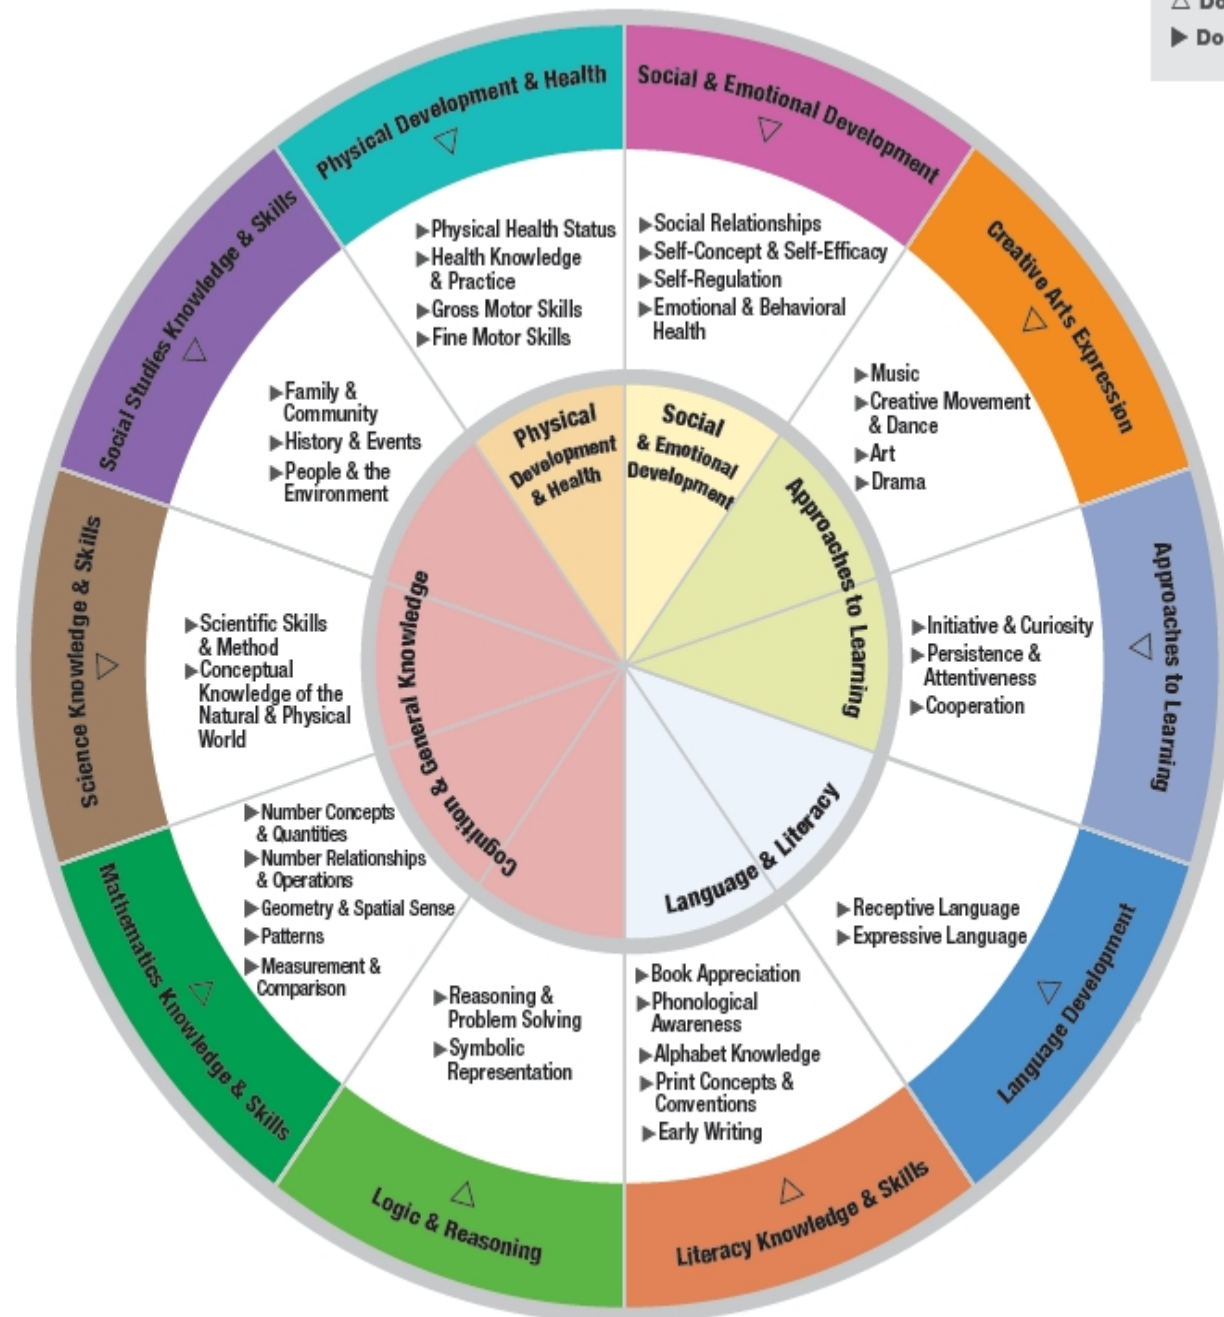 Do
Do
Physical Development & Health
Social & Emotional Development
Creative Arts Expression
Approaches to Learning
Language Development
Literacy Knowledge & Skills
Logic & Reasoning
Mathematics Knowledge & Skills
Science Knowledge & Skills
Social Studies Knowledge & Skills
Physical Health Status
Health Knowledge
& Practice
Gross Motor Skills
Fine Motor Skills
Social Relationships
Self-Concept & Self-Efficacy
Self-Regulation
Emotional & Behavioral
Health
Music
Creative Movement
& Dance
Art
Drama
Initiative & Curiosity
Persistence &
Attentiveness
Cooperation
Receptive Language
Expressive Language
Book Appreciation
Phonological
Awareness
Alphabet Knowledge
Print Concepts &
Conventions
Early Writing
Reasoning &
Problem Solving
Symbolic
Representation
Number Concepts
& Quantities
Number Relationships
& Operations
Geometry & Spatial Sense
Patterns
Measurement &
Comparison
Scientific Skills
& Method
Conceptual
Knowledge of the
Natural & Physical
World
Family &
Community
History & Events
People & the
Environment
Physical
Development
& Health
Social
& Emotional
Development
Approaches to Learning
Language & Literacy
Cognition & General Knowledge